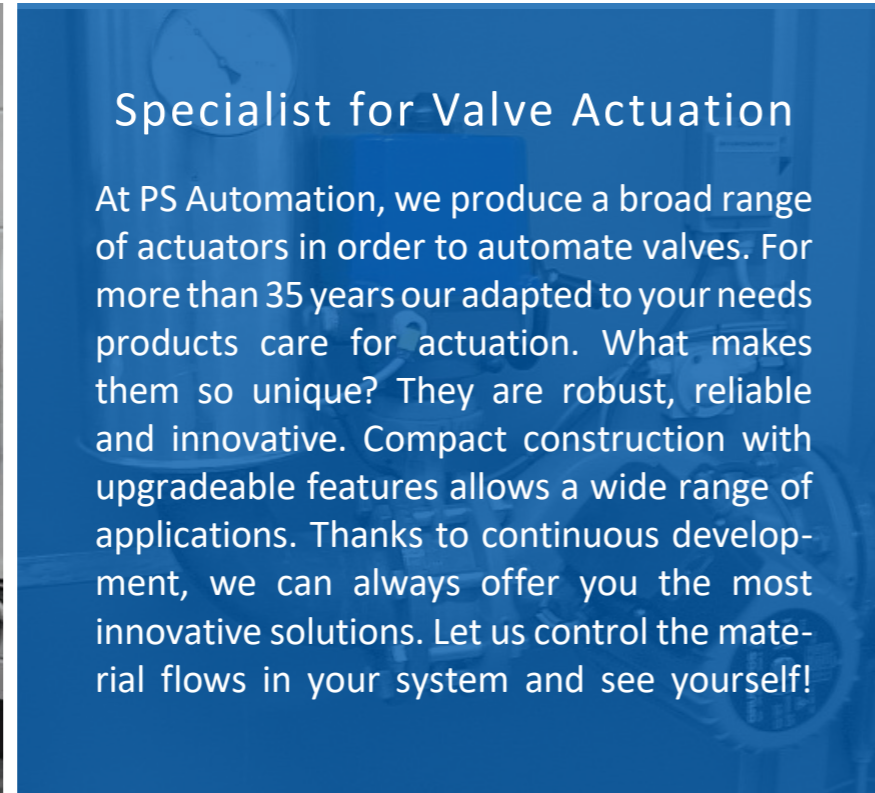 Specialist for Valve Actuation
At PS Automation, we produce a broad range
of actuators in order to automate valves. For
more than 35 years our adapted to your needs
products care for actuation. What makes
them so unique? They are robust, reliable
and innovative. Compact construction with
upgradeable features allows a wide range of
applications. Thanks to continuous develop-
ment, we can always offer you the most
innovative solutions. Let us control the mate-
rial flows in your system and see yourself!